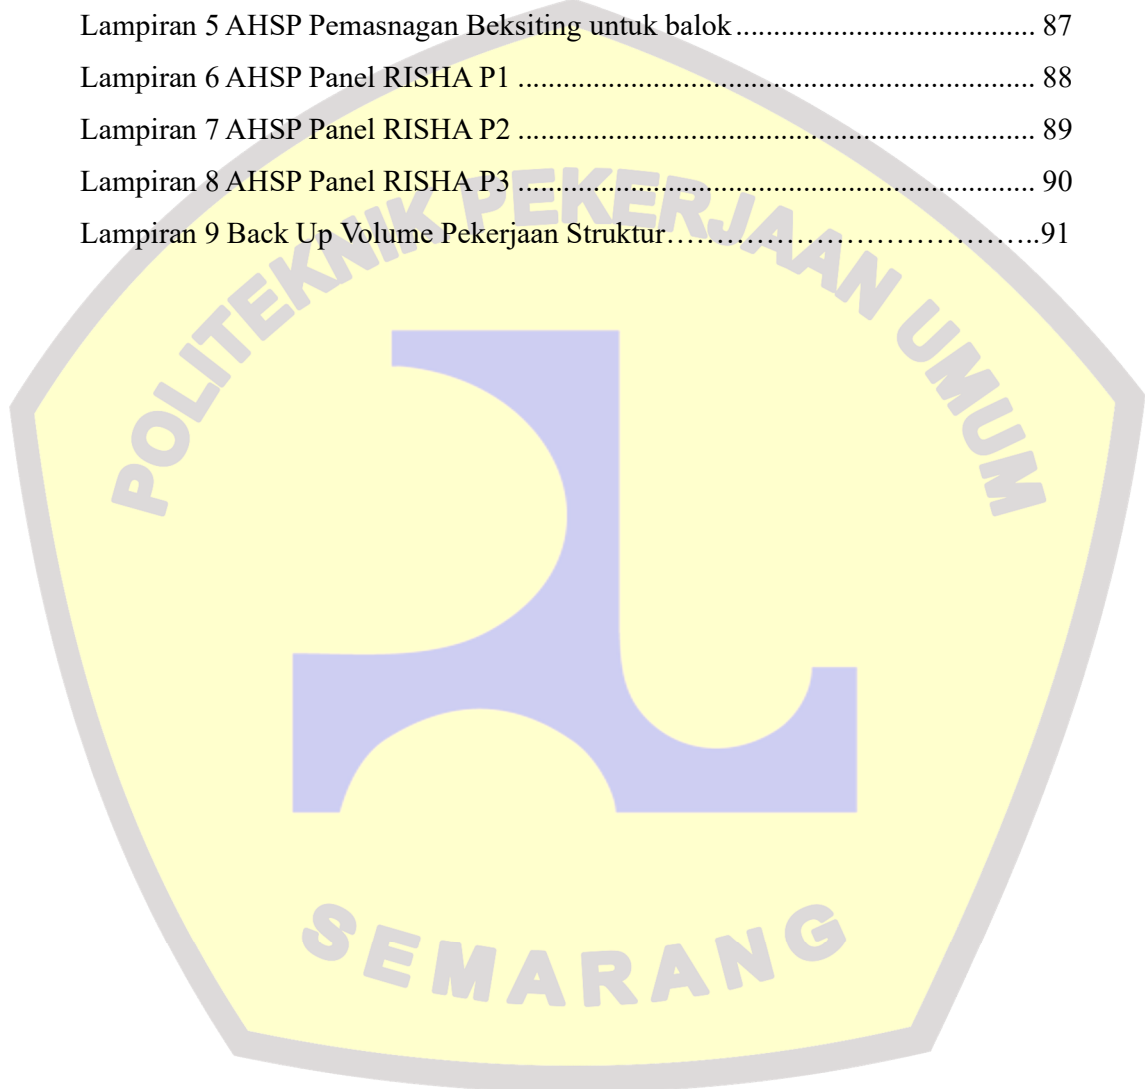 Lampiran 5 AHSP Pemasnagan Beksiting untuk balok ..................................... 87
Lampiran 6 AHSP Panel RISHA P1 ................................................................ 88
Lampiran 7 AHSP Panel RISHA P2 ................................................................ 89
Lampiran 8 AHSP Panel RISHA P3 ................................................................ 90
Lampiran 9 Back Up Volume Pekerjaan Struktur…………………………………..91
POLITEKNIK PEKERJAAN UMUM
SEMARANG